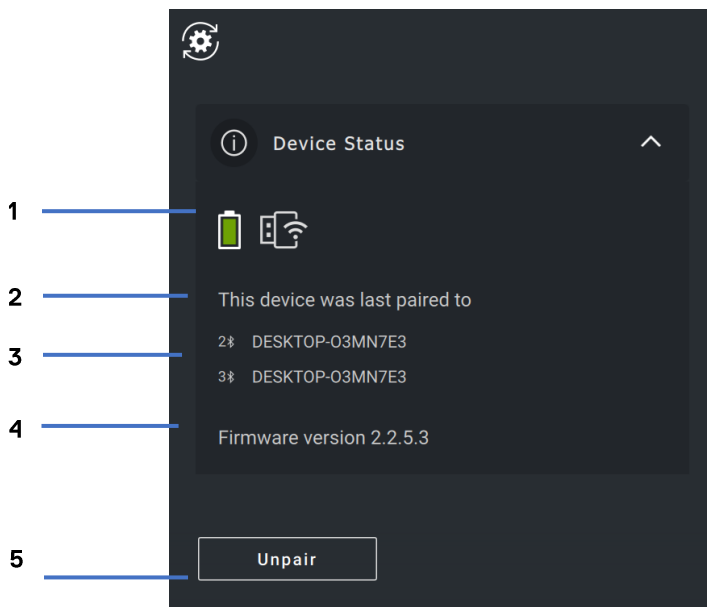 Device Status
1
2
This device was last paired to
2 DESKTOP-O3MN7E3
3
3 DESKTOP-O3MN7E3
4
Firmware version 2.2.5.3
5
Unpair